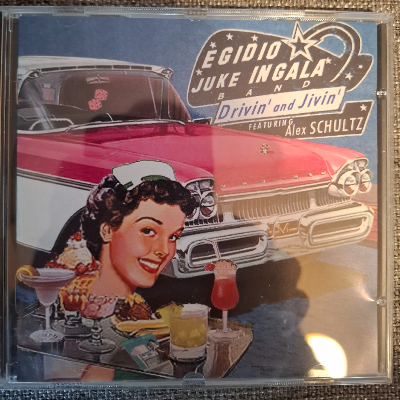 EGIDIO
JUKE INGALA
BAND
Drivin' and Jivin'
FEATURING Alex SCHULTZ